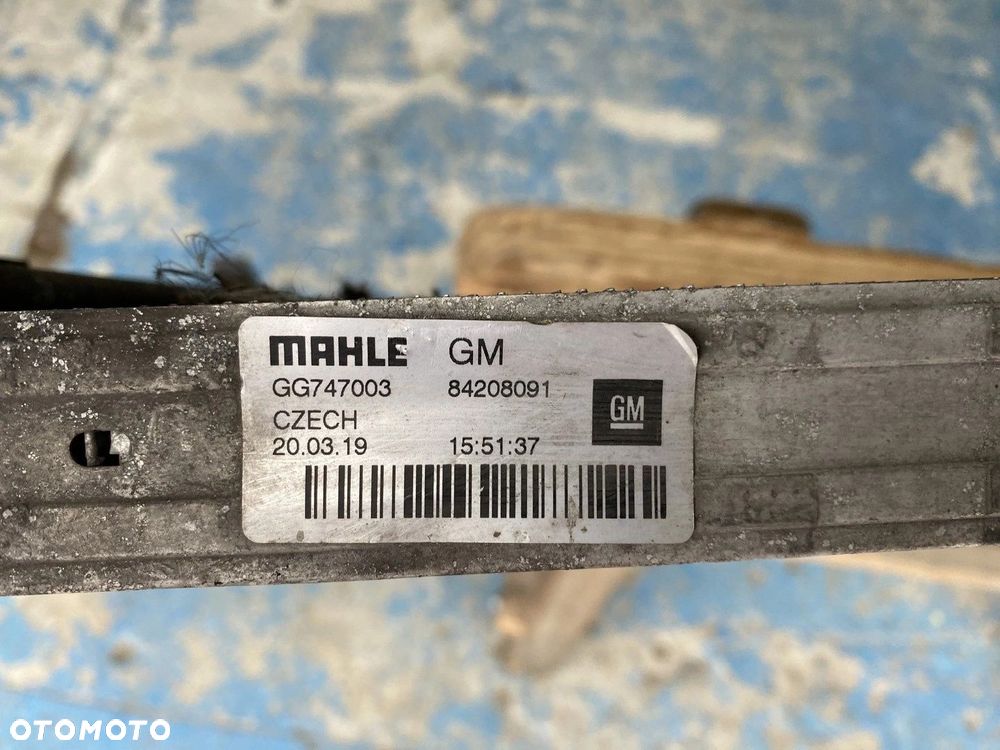 MAHLE GM
GG747003 84208091
CZECH
GM
20.03.19 15:51:37
OTOMOTO